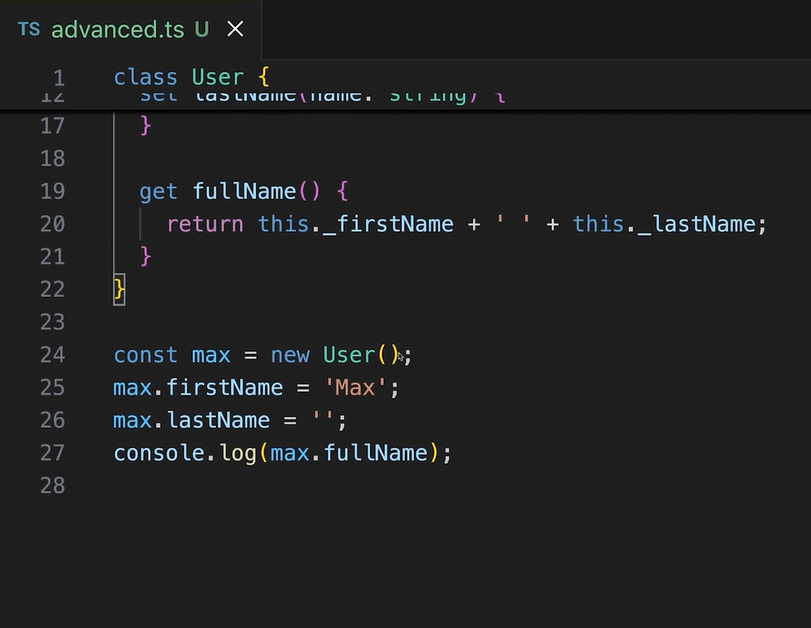 TS advanced.ts U
1 class User {
12 set lastName(name: string) {
17 }
18
19 get fullName() {
20 return this._firstName + ' ' + this._lastName;
21 }
22 }
23
24 const max = new User();
25 max.firstName = 'Max';
26 max.lastName = '';
27 console.log(max.fullName);
28